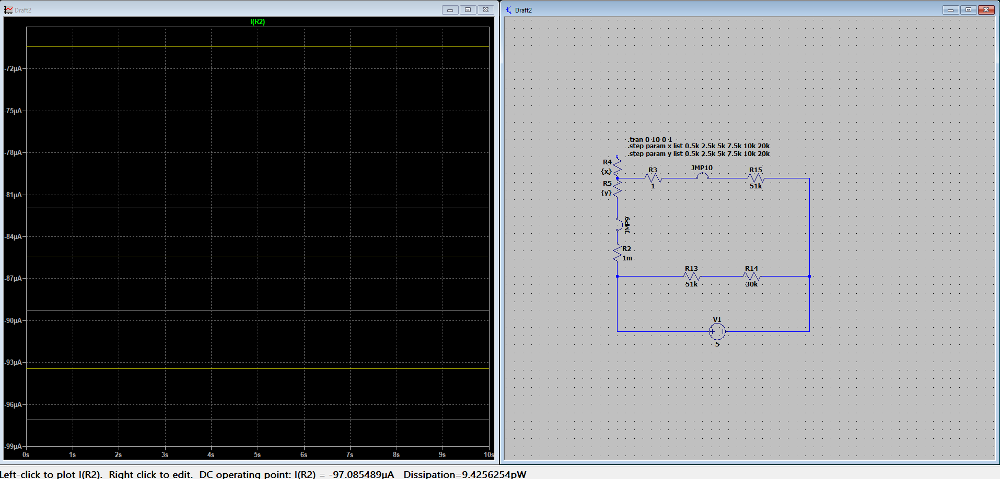 Draft2
I(R2)
-72µA
-75µA
-78µA
-81µA
-84µA
-87µA
-90µA
-93µA
-96µA
-99µA
0s 1s 2s 3s 4s 5s 6s 7s 8s 9s 10s
Draft2
.tran 0 10 0 1
.step param x list 0.5k 2.5k 5k 7.5k 10k 20k
.step param y list 0.5k 2.5k 5k 7.5k 10k 20k
R4
{x}
R3
1
JMP10
R15
51k
R5
{y}
JMP9
R2
1m
R13
51k
R14
30k
V1
5
Left-click to plot I(R2). Right click to edit. DC operating point: I(R2) = -97.085489µA Dissipation=9.4256254pW